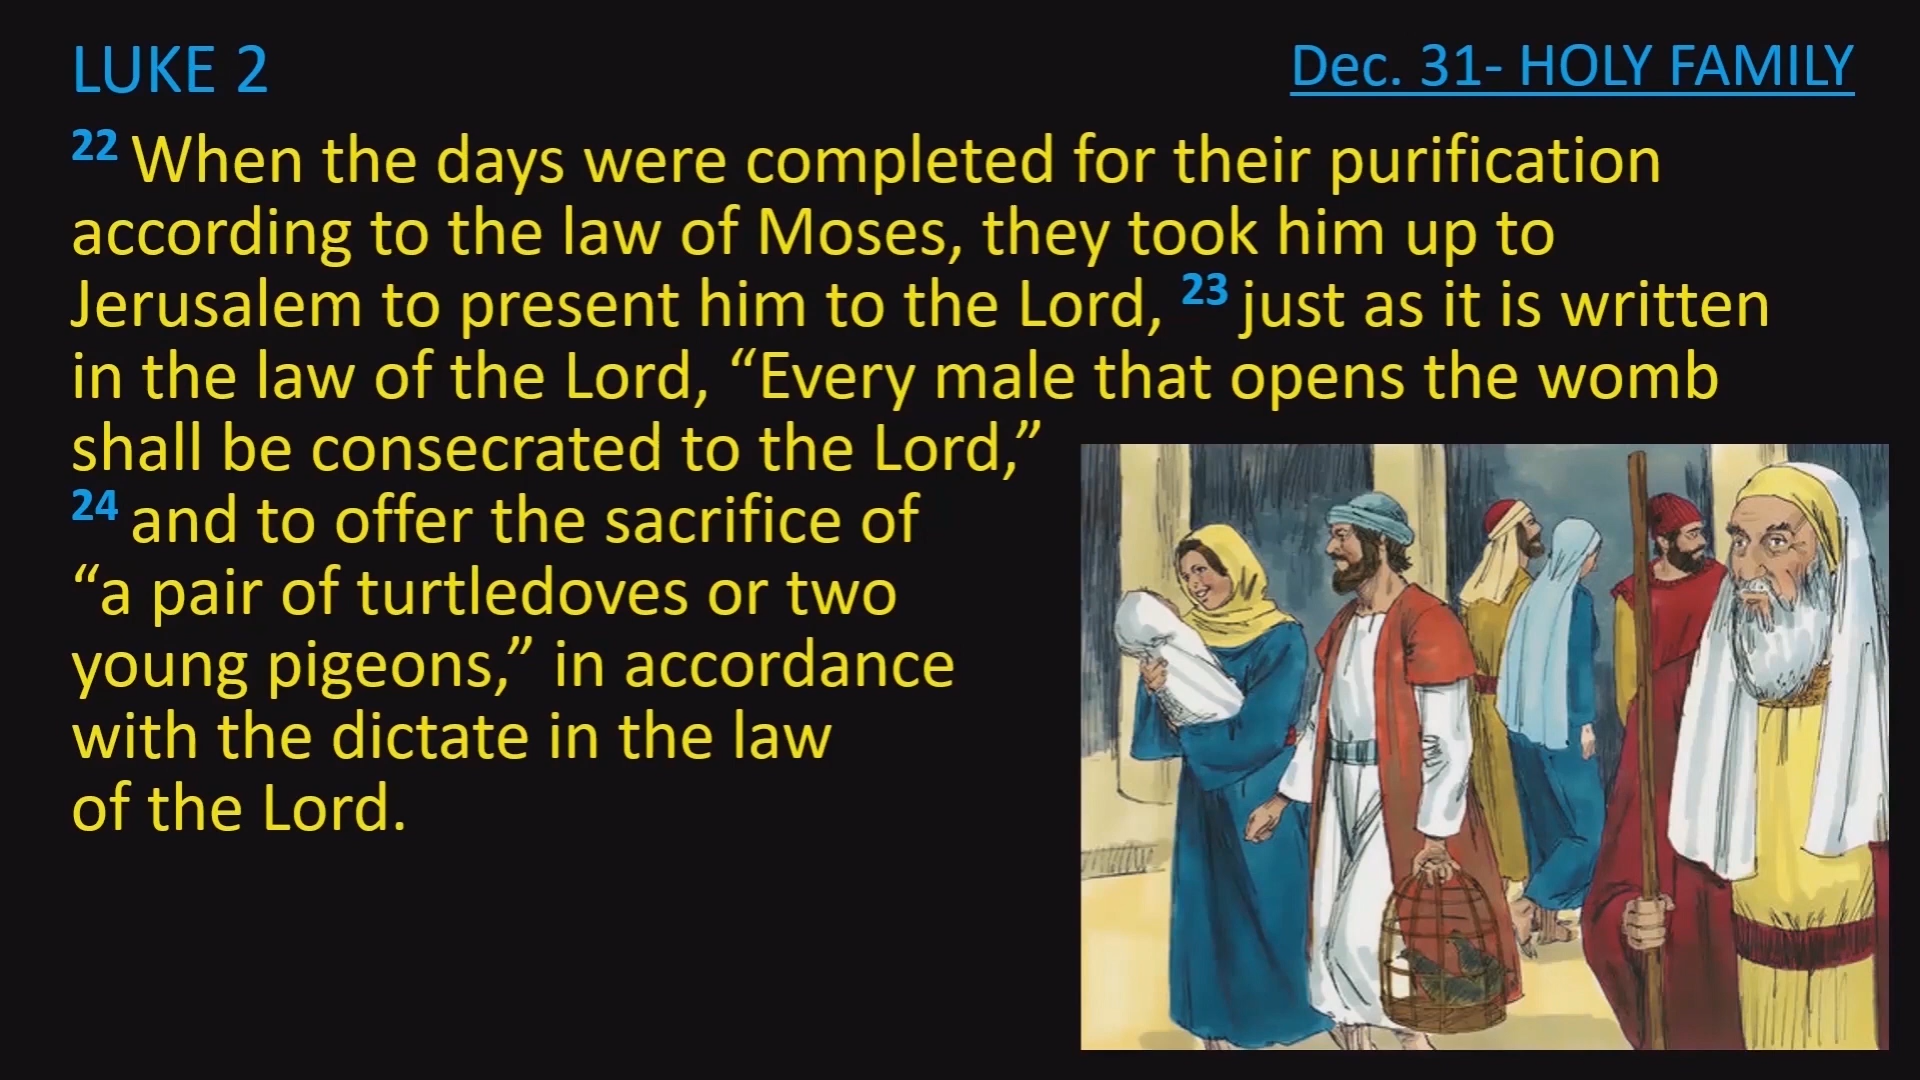 LUKE 2
Dec. 31- HOLY FAMILY
22 When the days were completed for their purification
according to the law of Moses, they took him up to
Jerusalem to present him to the Lord, 23 just as it is written
in the law of the Lord, “Every male that opens the womb
shall be consecrated to the Lord,”
24 and to offer the sacrifice of
“a pair of turtledoves or two
young pigeons,” in accordance
with the dictate in the law
of the Lord.